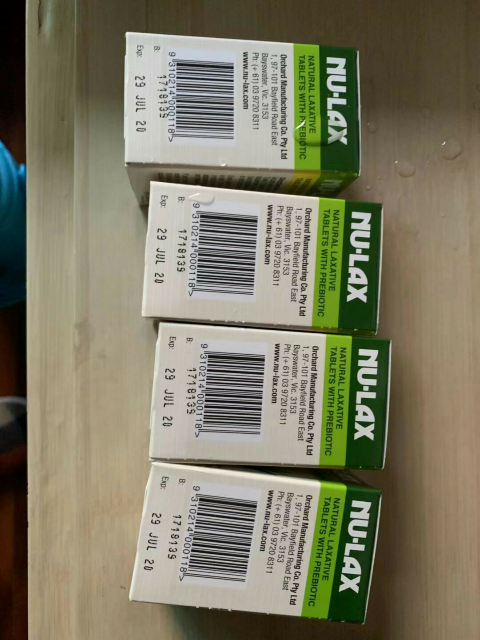 NU-LAX
NATURAL LAXATIVE
TABLETS WITH PREBIOTIC
Orchard Manufacturing Co. Pty Ltd
1, 97-101 Bayfield Road East
Bayswater, Vic. 3153
Ph: (+ 61) 03 9720 8311
www.nu-lax.com
9 310214 000118 >
B: 1718139
Exp: 29 JUL 20
NU-LAX
NATURAL LAXATIVE
TABLETS WITH PREBIOTIC
Orchard Manufacturing Co. Pty Ltd
1, 97-101 Bayfield Road East
Bayswater, Vic. 3153
Ph: (+ 61) 03 9720 8311
www.nu-lax.com
9 310214 000118 >
B: 1718139
Exp: 29 JUL 20
NU-LAX
NATURAL LAXATIVE
TABLETS WITH PREBIOTIC
Orchard Manufacturing Co. Pty Ltd
1, 97-101 Bayfield Road East
Bayswater, Vic. 3153
Ph: (+ 61) 03 9720 8311
www.nu-lax.com
9 310214 000118 >
B: 1718139
Exp: 29 JUL 20
NU-LAX
NATURAL LAXATIVE
TABLETS WITH PREBIOTIC
Orchard Manufacturing Co. Pty Ltd
1, 97-101 Bayfield Road East
Bayswater, Vic. 3153
Ph: (+ 61) 03 9720 8311
www.nu-lax.com
9 310214 000118 >
B: 1718139
Exp: 29 JUL 20